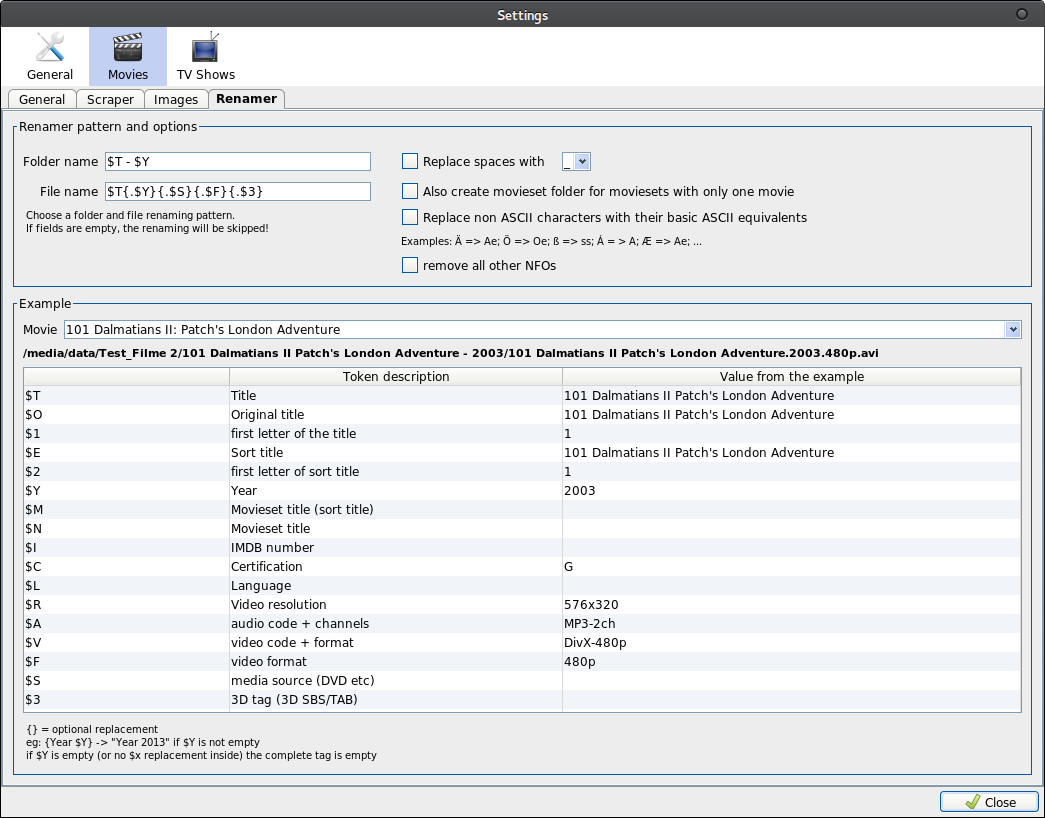 Settings
General Movies TV Shows
General Scraper Images Renamer
Renamer pattern and options
Folder name $T - $Y
Replace spaces with _
File name $T{.$Y}{.$S}{.$F}{.$3}
Also create movieset folder for moviesets with only one movie
Choose a folder and file renaming pattern.
If fields are empty, the renaming will be skipped!
Replace non ASCII characters with their basic ASCII equivalents
Examples: Ä => Ae; Ö => Oe; ß => ss; Á = > A; Æ => Ae; ...
remove all other NFOs
Example
Movie 101 Dalmatians II: Patch's London Adventure
/media/data/Test_Filme 2/101 Dalmatians II Patch's London Adventure - 2003/101 Dalmatians II Patch's London Adventure.2003.480p.avi
Token description Value from the example
$T Title 101 Dalmatians II Patch's London Adventure
$O Original title 101 Dalmatians II Patch's London Adventure
$1 first letter of the title 1
$E Sort title 101 Dalmatians II Patch's London Adventure
$2 first letter of sort title 1
$Y Year 2003
$M Movieset title (sort title)
$N Movieset title
$I IMDB number
$C Certification G
$L Language
$R Video resolution 576x320
$A audio code + channels MP3-2ch
$V video code + format DivX-480p
$F video format 480p
$S media source (DVD etc)
$3 3D tag (3D SBS/TAB)
{} = optional replacement
eg: {Year $Y} -> "Year 2013" if $Y is not empty
if $Y is empty (or no $x replacement inside) the complete tag is empty
Close